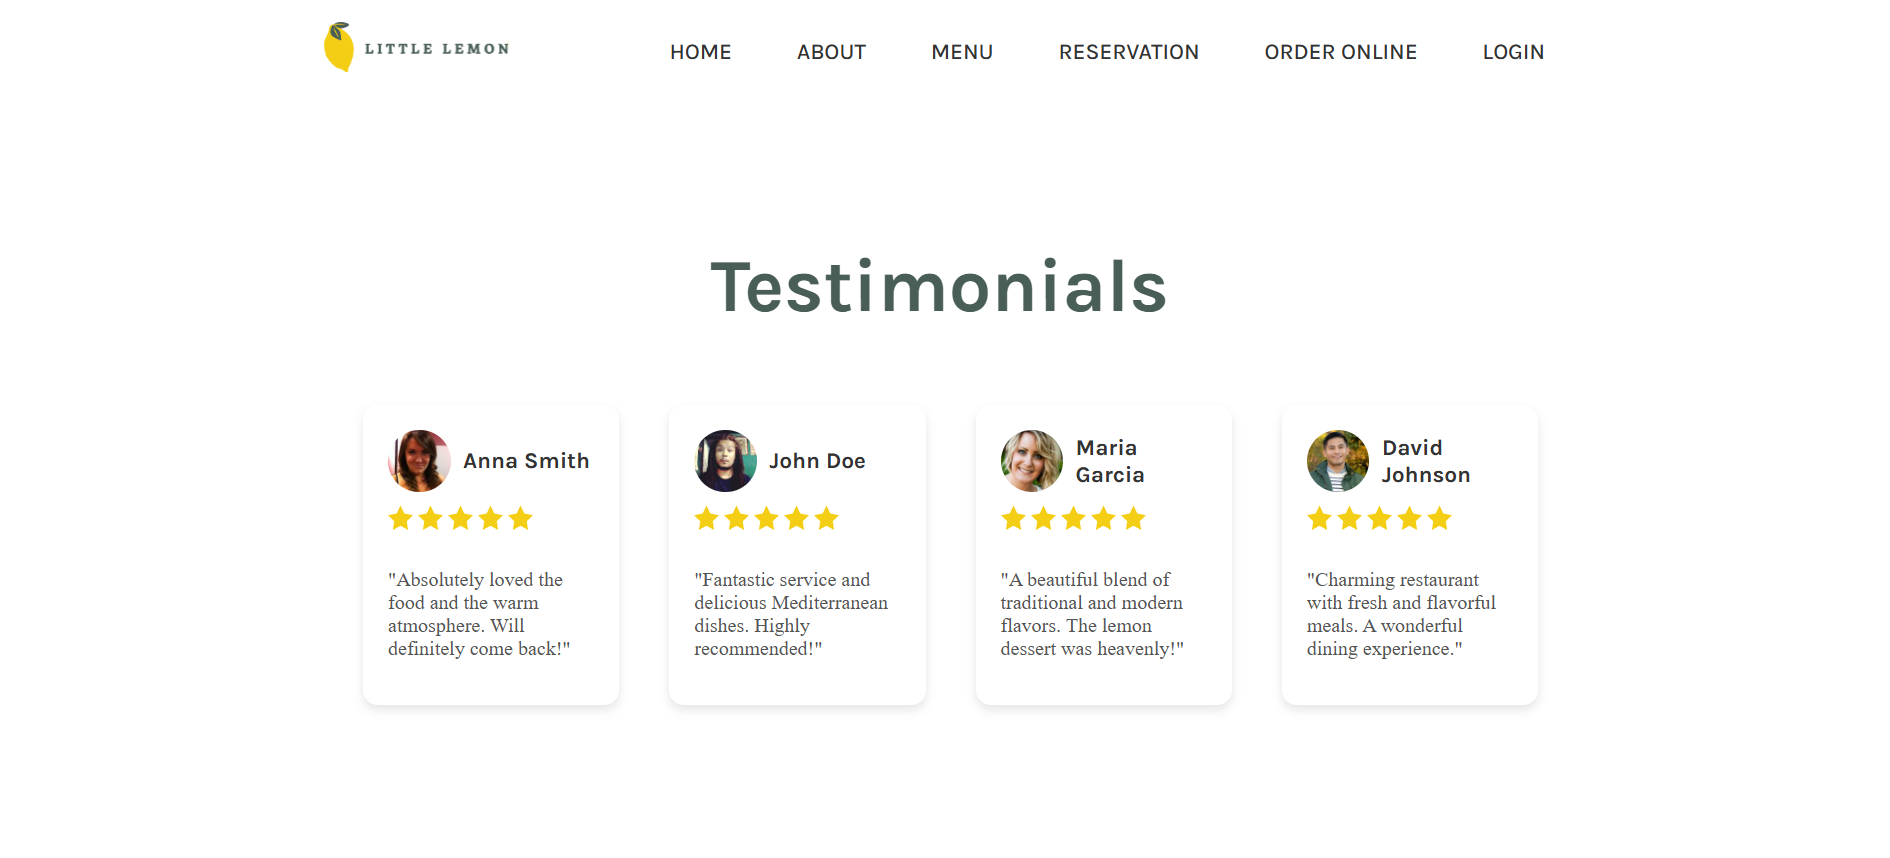 LITTLE LEMON
HOME ABOUT MENU RESERVATION ORDER ONLINE LOGIN
Testimonials
Anna Smith
"Absolutely loved the
food and the warm
atmosphere. Will
definitely come back!"
John Doe
"Fantastic service and
delicious Mediterranean
dishes. Highly
recommended!"
Maria
Garcia
"A beautiful blend of
traditional and modern
flavors. The lemon
dessert was heavenly!"
David
Johnson
"Charming restaurant
with fresh and flavorful
meals. A wonderful
dining experience."